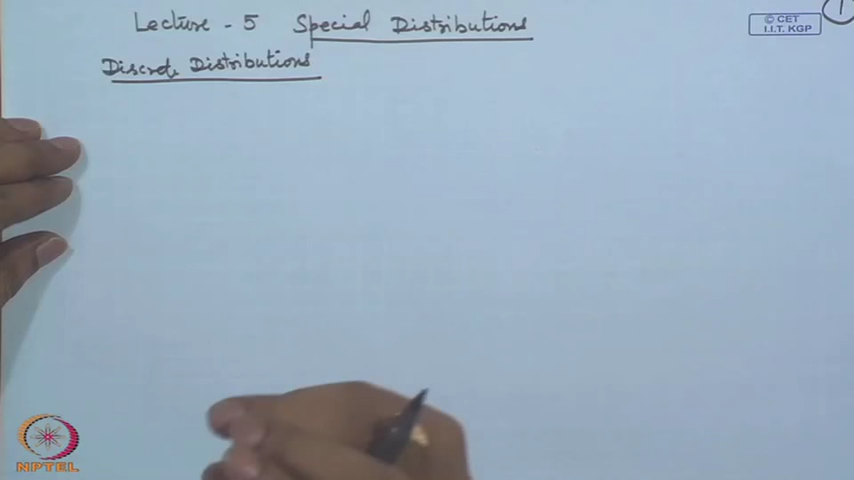 Lecture - 5 Special Distributions
© CET
I.I.T. KGP
1
Discrete Distributions
NPTEL